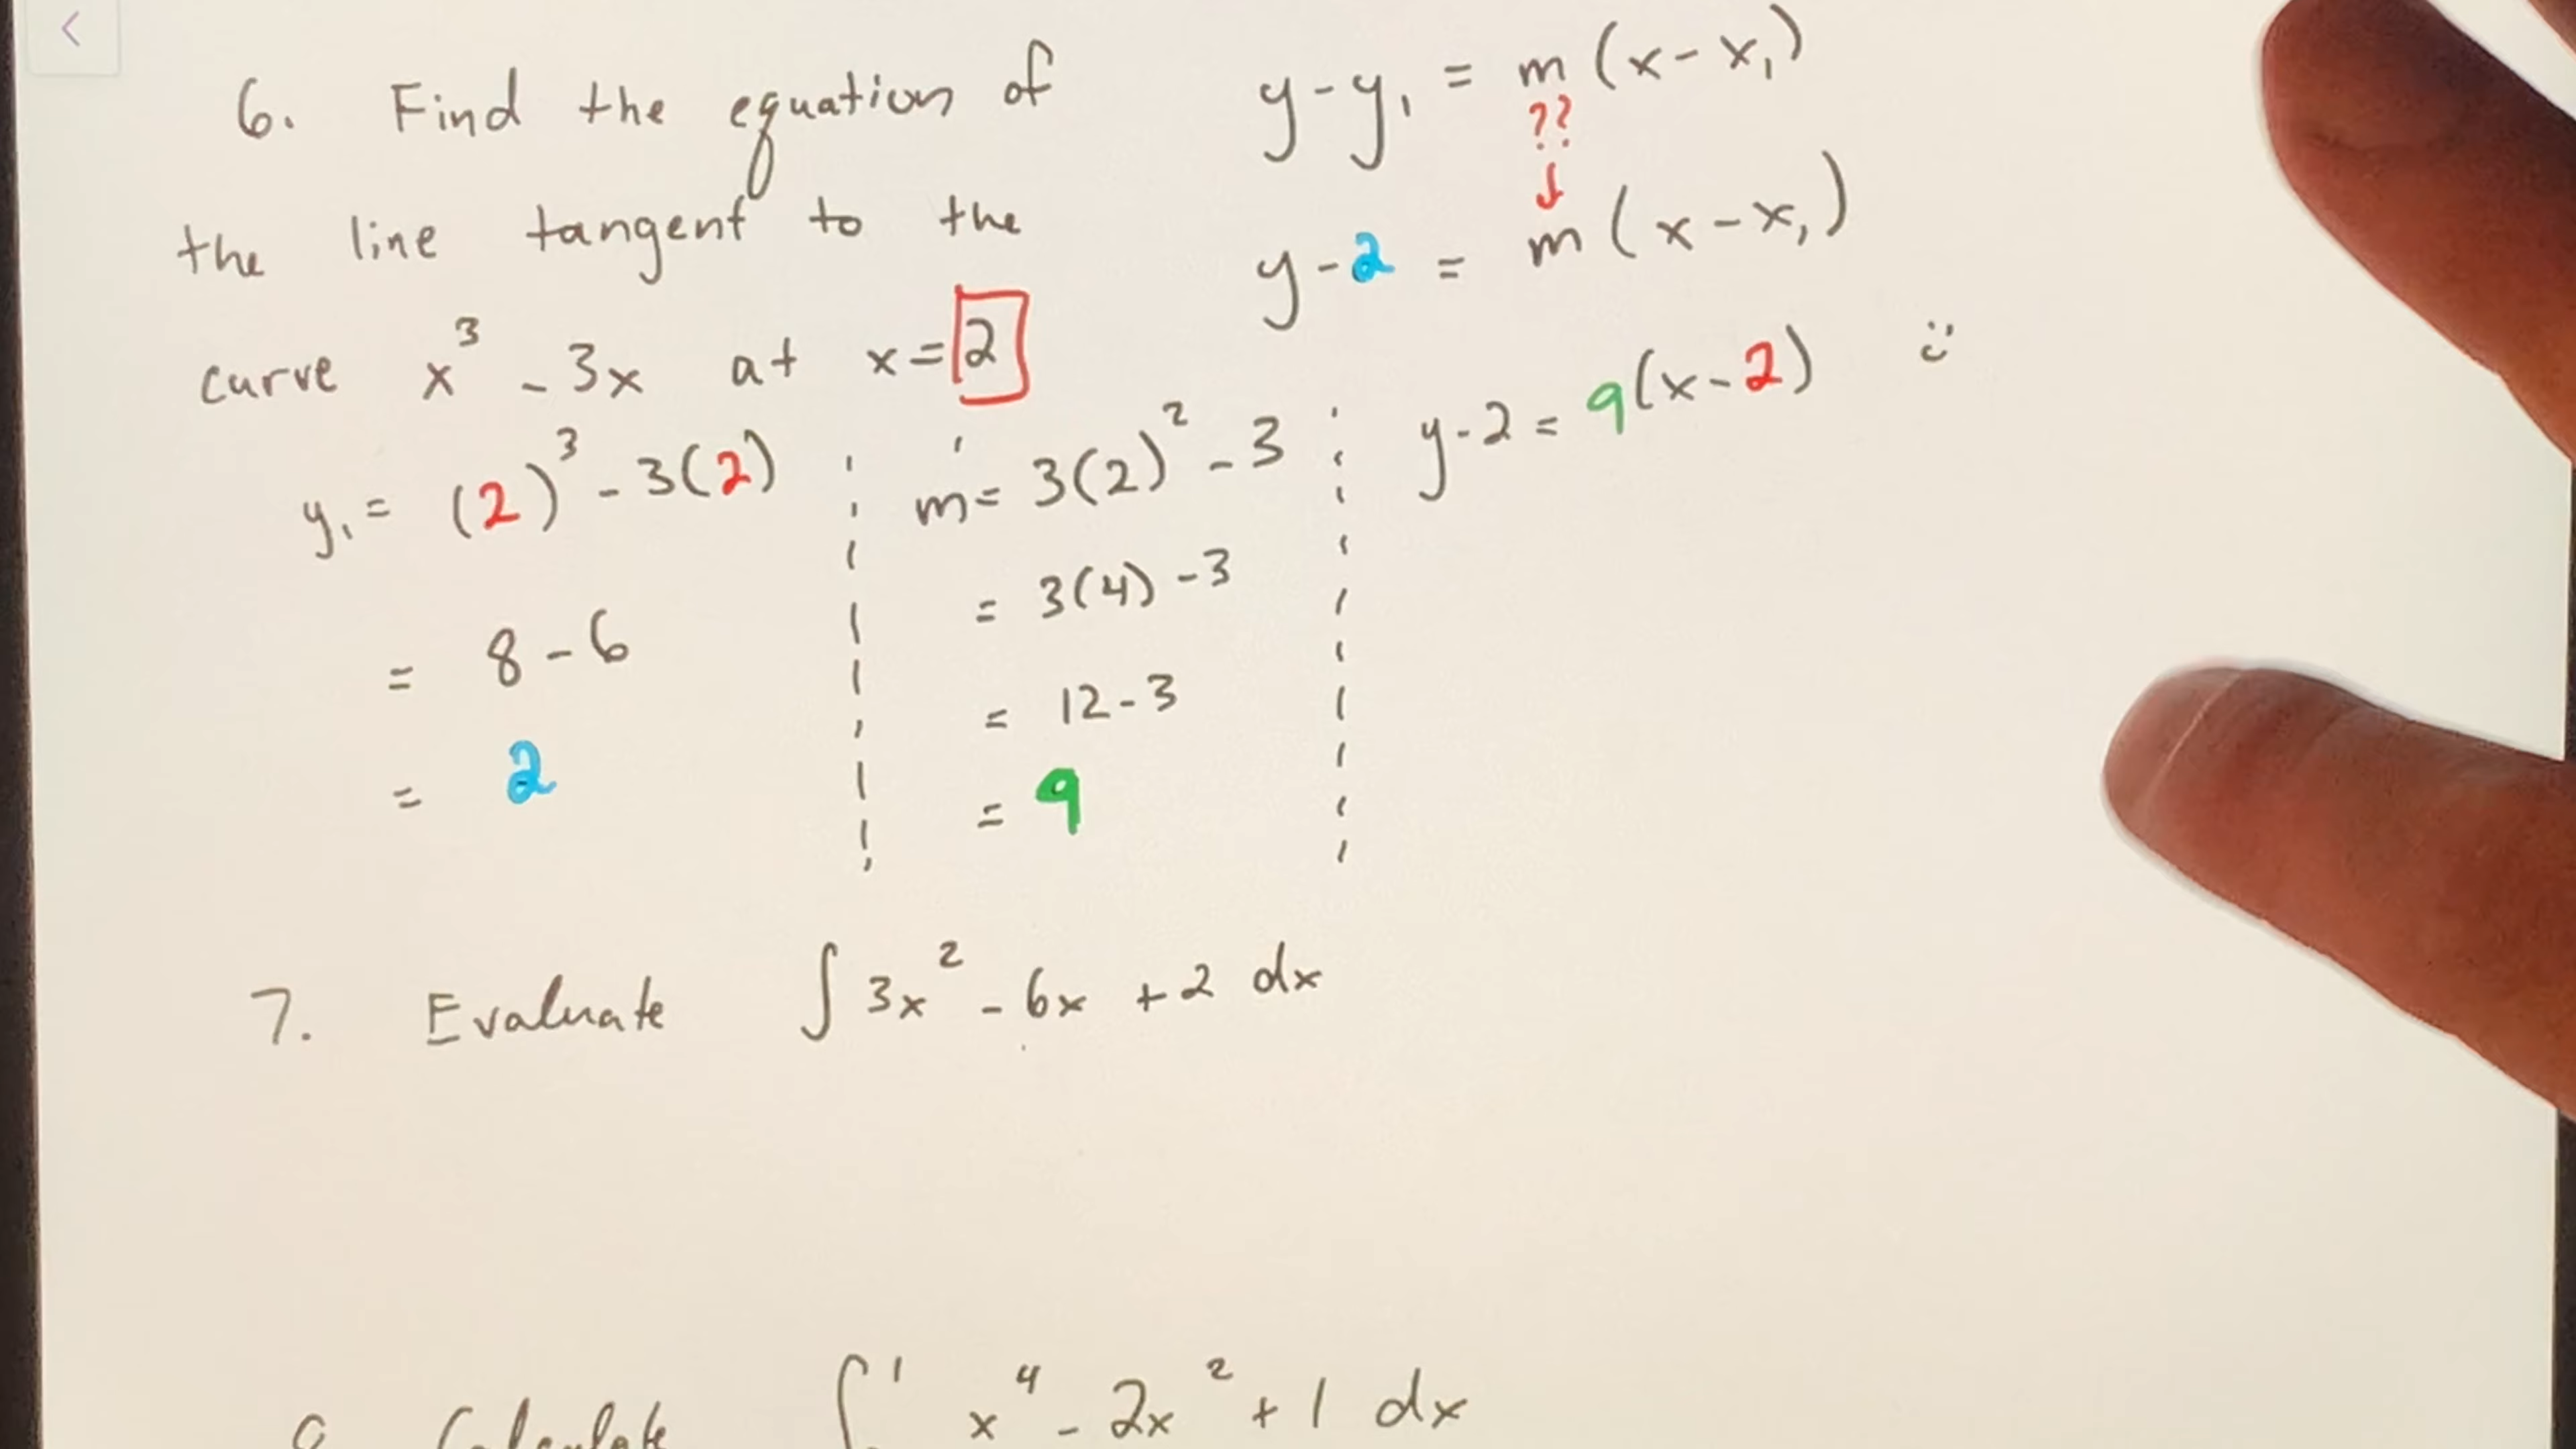 6. Find the equation of
the line tangent to the
curve x³ - 3x at x = 2
y - y₁ = m (x - x₁)
??
y - 2 = m (x - x₁)
y₁ = (2)³ - 3(2)
= 8 - 6
= 2
m = 3(2)² - 3
= 3(4) - 3
= 12 - 3
= 9
y - 2 = 9(x - 2)
7. Evaluate ∫ 3x² - 6x + 2 dx
Calculate ∫ ¹ x⁴ - 2x² + 1 dx